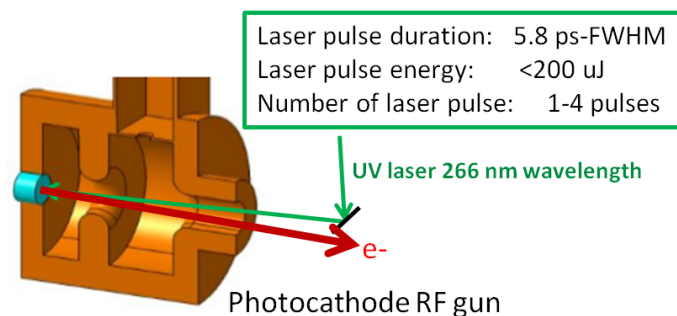 Laser pulse duration: 5.8 ps-FWHM
Laser pulse energy: <200 uJ
Number of laser pulse: 1-4 pulses
UV laser 266 nm wavelength
e-
Photocathode RF gun